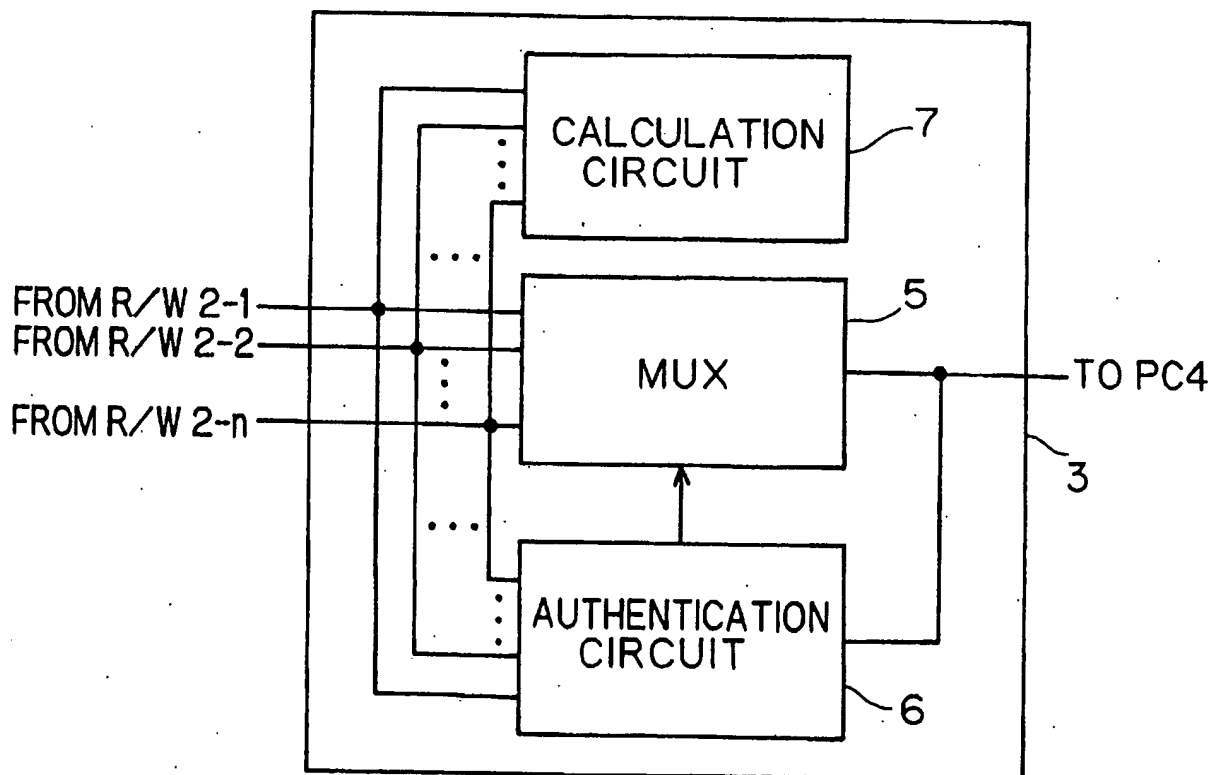 CALCULATION
CIRCUIT
7
FROM R/W 2-1
FROM R/W 2-2
FROM R/W 2-n
MUX
5
TO PC4
3
AUTHENTICATION
CIRCUIT
6